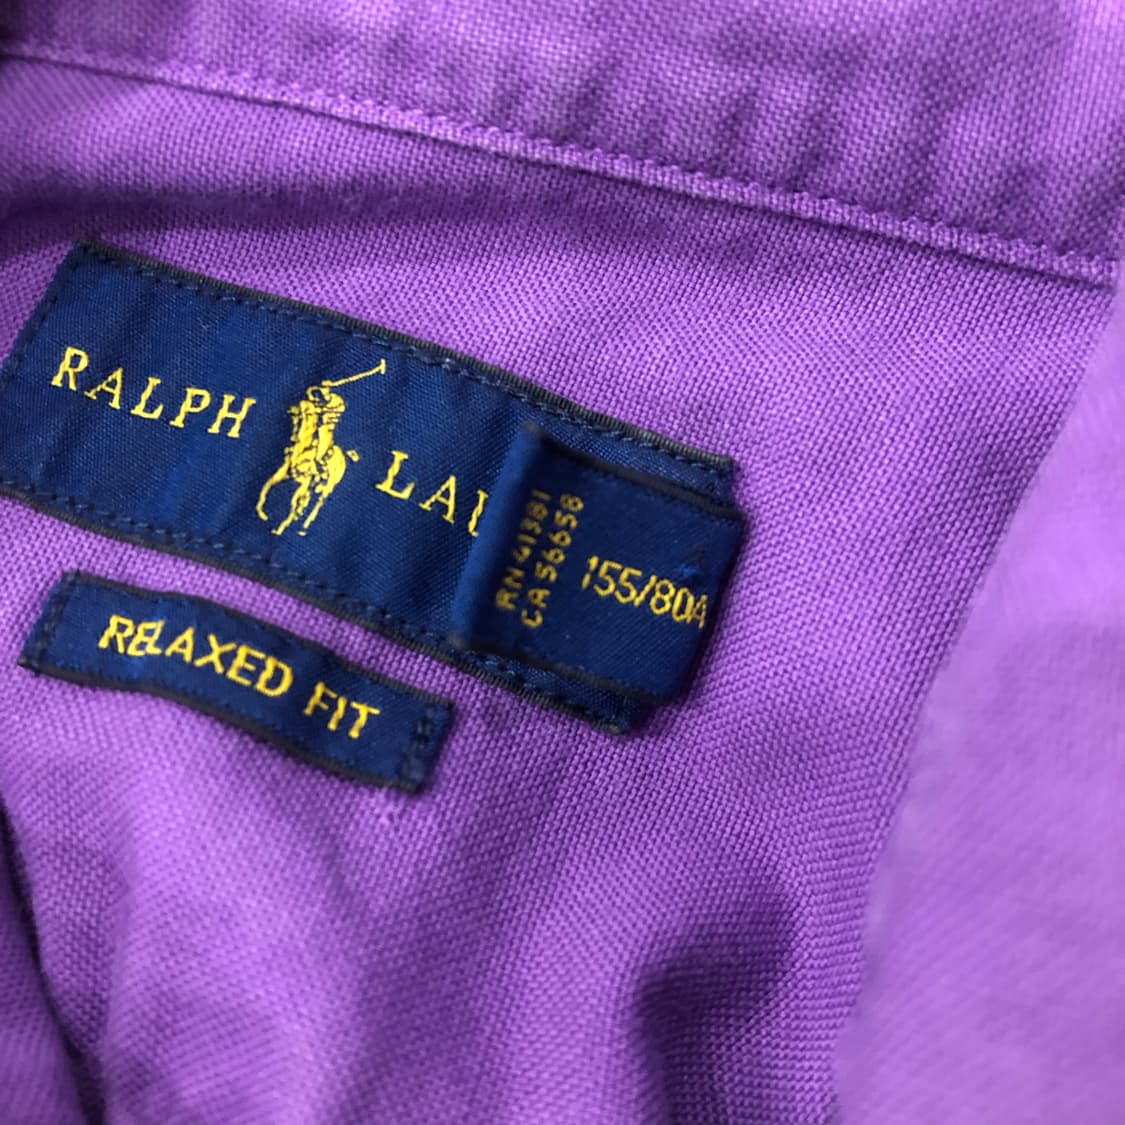 RALPH LAU
RN 41381
CA 56658
155/80A
RELAXED FIT